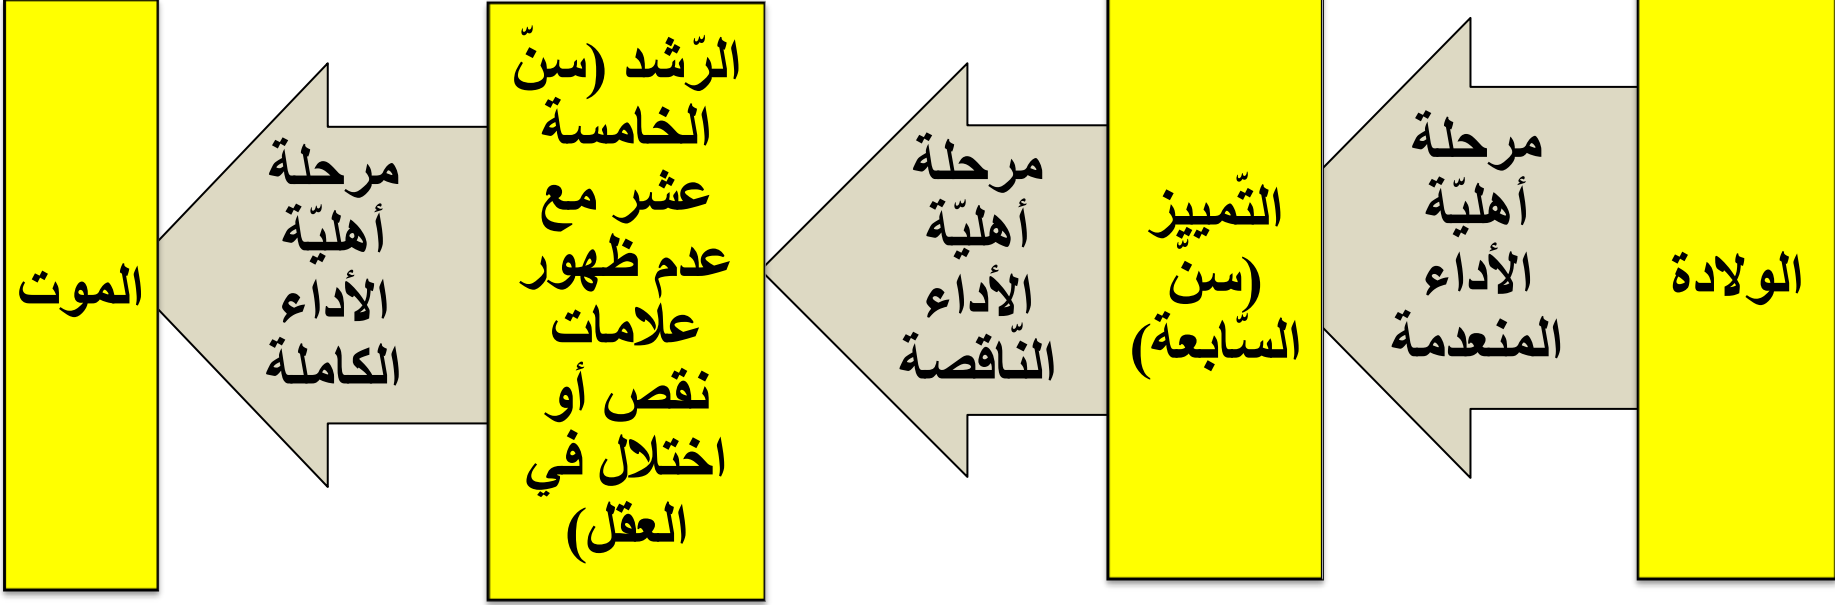 الولادة
مرحلة
أهليّة
الأداء
المنعدمة
التّمييز
(سنّ
السّابعة)
مرحلة
أهليّة
الأداء
النّاقصة
الرّشد (سنّ
الخامسة
عشر مع
عدم ظهور
علامات
نقص أو
اختلال في
العقل)
مرحلة
أهليّة
الأداء
الكاملة
الموت